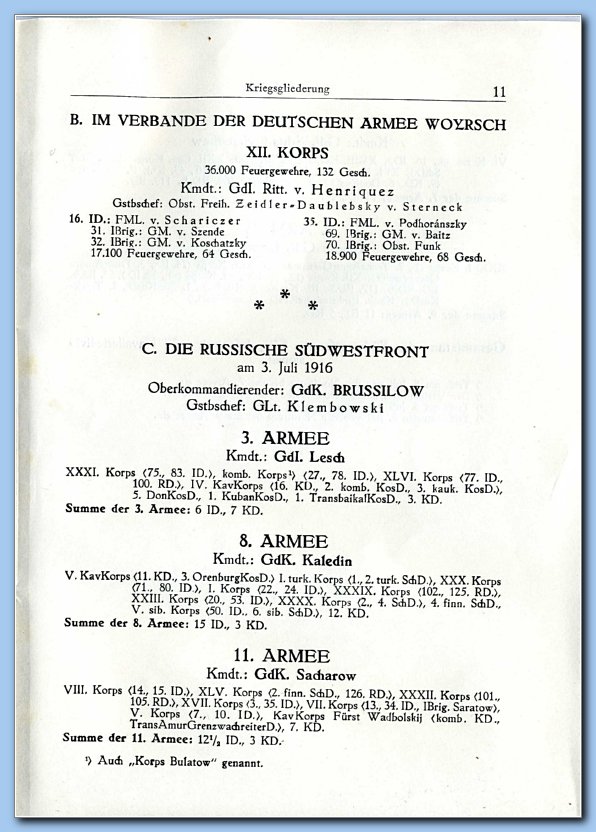 Kriegsgliederung 11
B. IM VERBANDE DER DEUTSCHEN ARMEE WOYRSCH
XII. KORPS
36.000 Feuergewehre, 132 Gesch.
Kmdt.: GdI. Ritt. v. Henriquez
Gstbschef: Obst. Freih. Zeidler-Daublebsky v. Sterneck
16. ID.: FML. v. Schariczer
31. IBrig.: GM. v. Szende
32. IBrig.: GM. v. Koschatzky
17.100 Feuergewehre, 64 Gesch.
35. ID.: FML. v. Podhoránszky
69. IBrig.: GM. v. Baitz
70. IBrig.: Obst. Funk
18.900 Feuergewehre, 68 Gesch.
* * *
C. DIE RUSSISCHE SÜDWESTFRONT
am 3. Juli 1916
Oberkommandierender: GdK. BRUSSILOW
Gstbschef: GLt. Klembowski
3. ARMEE
Kmdt.: GdI. Lesch
XXXI. Korps (75., 83. ID.), komb. Korps¹) (27., 78. ID.), XLVI. Korps (77. ID.,
100. RD.), IV. KavKorps (16. KD., 2. komb. KosD., 3. kauk. KosD.),
5. DonKosD., 1. KubanKosD., 1. TransbaikalKosD., 3. KD.
Summe der 3. Armee: 6 ID., 7 KD.
8. ARMEE
Kmdt.: GdK. Kaledin
V. KavKorps (11. KD., 3. OrenburgKosD.) I. turk. Korps (1., 2. turk. SchD.), XXX. Korps
(71., 80. ID.), I. Korps (22., 24. ID.), XXXIX. Korps (102., 125. RD.),
XXIII. Korps (20., 53. ID.), XXXX. Korps (2., 4. SchD.), 4. finn. SchD.,
V. sib. Korps (50. ID., 6. sib. SchD.), 12. KD.
Summe der 8. Armee: 15 ID., 3 KD.
11. ARMEE
Kmdt.: GdK. Sacharow
VIII. Korps (14., 15. ID.), XLV. Korps (2. finn. SchD., 126. RD.), XXXII. Korps (101.,
105. RD.), XVII. Korps (3., 35. ID.), VII. Korps (13., 34. ID., IBrig. Saratow),
V. Korps (7., 10. ID.), KavKorps Fürst Wadbolskij (komb. KD.,
TransAmurGrenzwachreiterD.), 7. KD.
Summe der 11. Armee: 12¹/₂ ID., 3 KD.
¹) Auch „Korps Bulatow“ genannt.